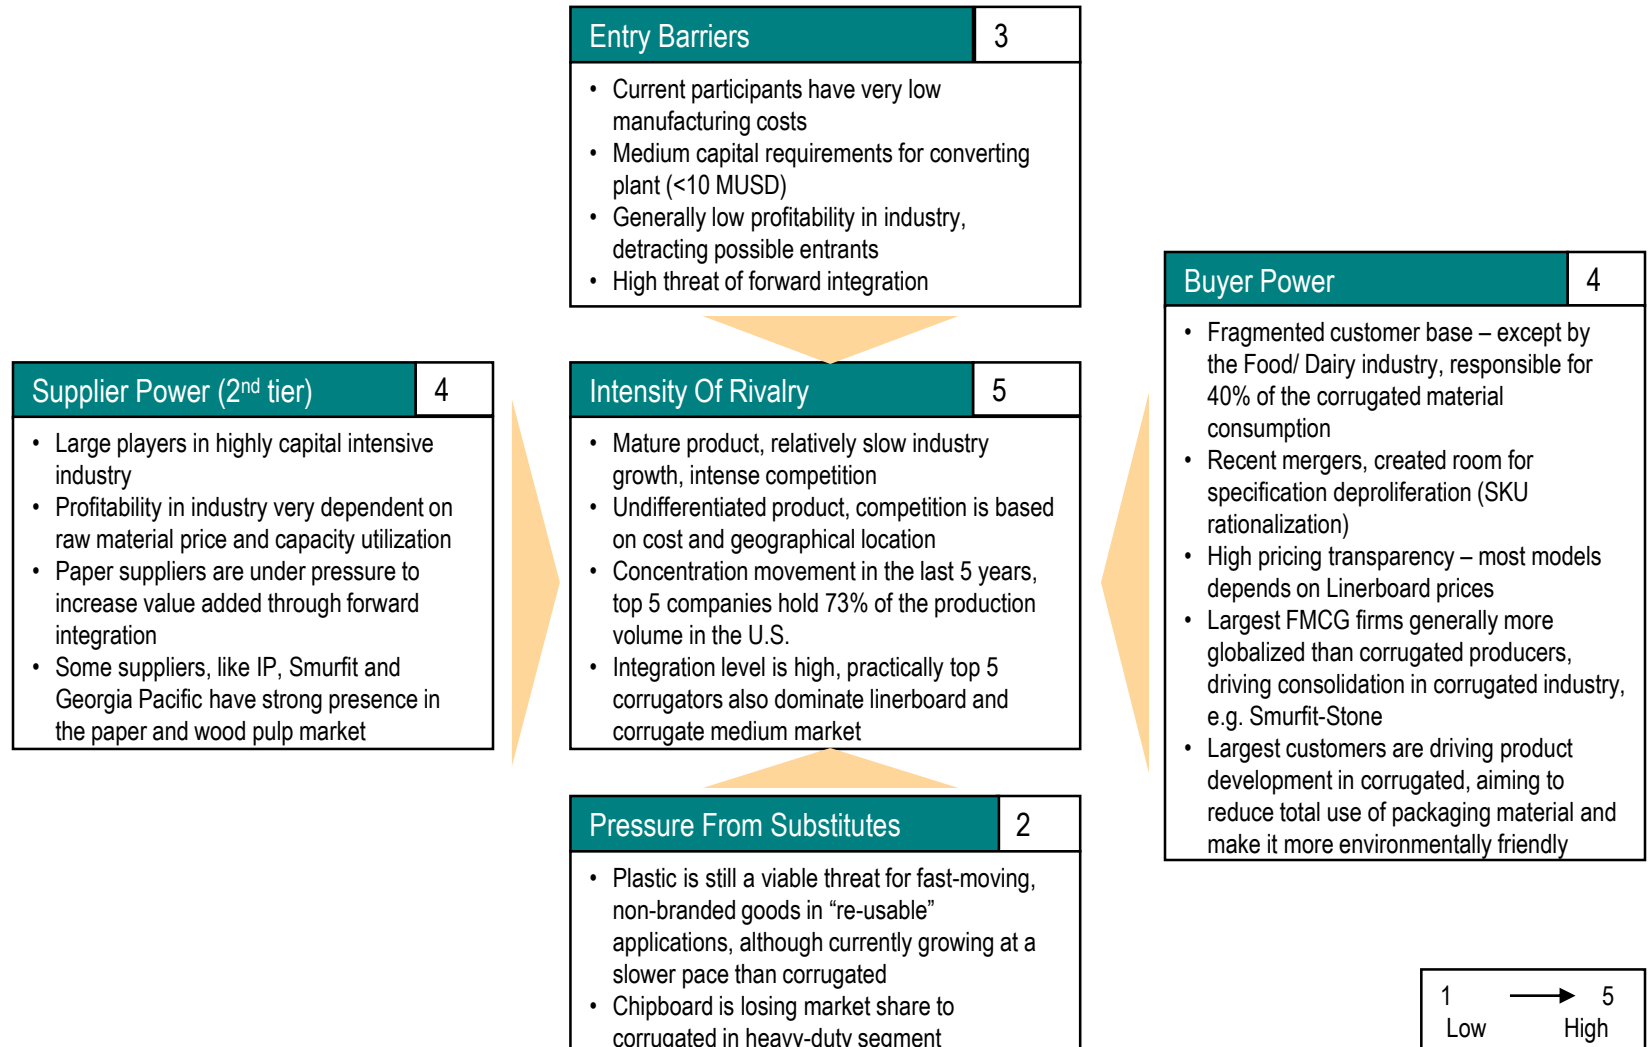 Entry Barriers 3
• Current participants have very low
manufacturing costs
• Medium capital requirements for converting
plant (<10 MUSD)
• Generally low profitability in industry,
detracting possible entrants
• High threat of forward integration
Supplier Power (2nd tier) 4
• Large players in highly capital intensive
industry
• Profitability in industry very dependent on
raw material price and capacity utilization
• Paper suppliers are under pressure to
increase value added through forward
integration
• Some suppliers, like IP, Smurfit and
Georgia Pacific have strong presence in
the paper and wood pulp market
Intensity Of Rivalry 5
• Mature product, relatively slow industry
growth, intense competition
• Undifferentiated product, competition is based
on cost and geographical location
• Concentration movement in the last 5 years,
top 5 companies hold 73% of the production
volume in the U.S.
• Integration level is high, practically top 5
corrugators also dominate linerboard and
corrugate medium market
Buyer Power 4
• Fragmented customer base – except by
the Food/ Dairy industry, responsible for
40% of the corrugated material
consumption
• Recent mergers, created room for
specification deproliferation (SKU
rationalization)
• High pricing transparency – most models
depends on Linerboard prices
• Largest FMCG firms generally more
globalized than corrugated producers,
driving consolidation in corrugated industry,
e.g. Smurfit-Stone
• Largest customers are driving product
development in corrugated, aiming to
reduce total use of packaging material and
make it more environmentally friendly
Pressure From Substitutes 2
• Plastic is still a viable threat for fast-moving,
non-branded goods in “re-usable”
applications, although currently growing at a
slower pace than corrugated
• Chipboard is losing market share to
corrugated in heavy-duty segment
1 5
Low High